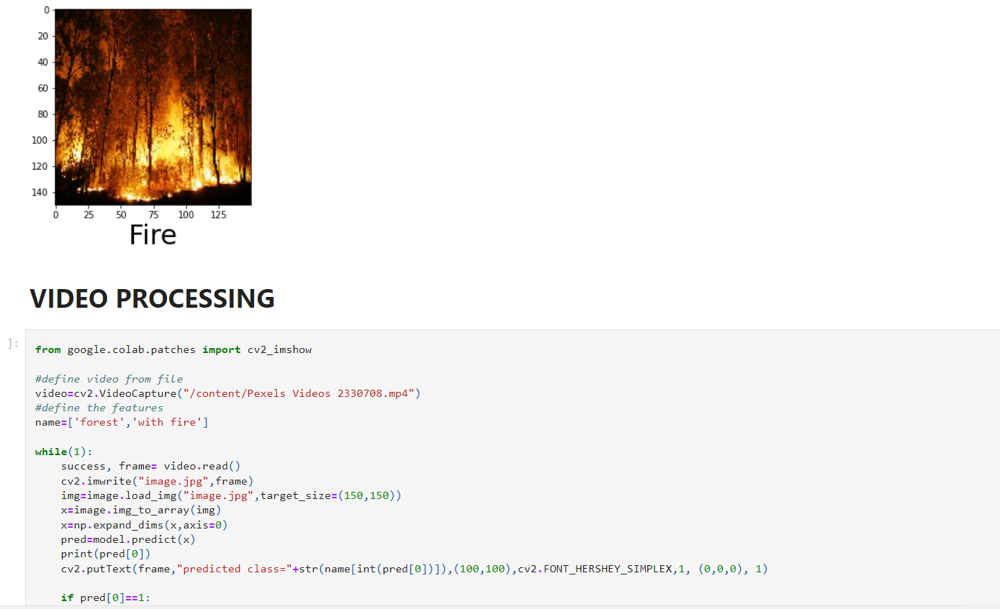 0
20
40
60
80
100
120
140
0 25 50 75 100 125
Fire
VIDEO PROCESSING
]:
from google.colab.patches import cv2_imshow
#define video from file
video=cv2.VideoCapture("/content/Pexels Videos 2330708.mp4")
#define the features
name=['forest','with fire']
while(1):
    success, frame= video.read()
    cv2.imwrite("image.jpg",frame)
    img=image.load_img("image.jpg",target_size=(150,150))
    x=image.img_to_array(img)
    x=np.expand_dims(x,axis=0)
    pred=model.predict(x)
    print(pred[0])
    cv2.putText(frame,"predicted class="+str(name[int(pred[0])]),(100,100),cv2.FONT_HERSHEY_SIMPLEX,1, (0,0,0), 1)
    if pred[0]==1: